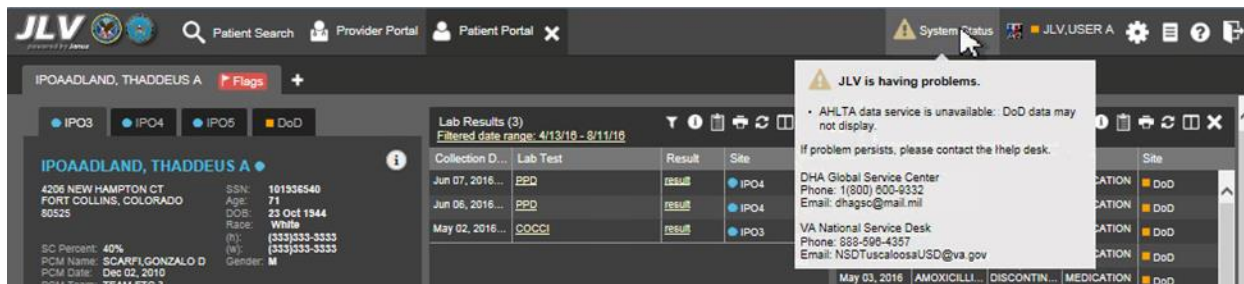 JLV
powered by Janus
Patient Search
Provider Portal
Patient Portal
System Status
JLV,USER A
IPOAADLAND, THADDEUS A
Flags
IPO3
IPO4
IPO5
DoD
IPOAADLAND, THADDEUS A
4206 NEW HAMPTON CT
FORT COLLINS, COLORADO
80525
SSN: 101936540
Age: 71
DOB: 23 Oct 1944
Race: White
(h): (333)333-3333
(w): (333)333-3333
Gender: M
SC Percent: 40%
PCM Name: SCARFI,GONZALO D
PCM Date: Dec 02, 2010
Lab Results (3)
Filtered date range: 4/13/16 - 8/11/16
Collection D... Lab Test Result Site
Jun 07, 2016... PPD result IPO4
Jun 06, 2016... PPD result IPO4
May 02, 2016... COCCI result IPO3
JLV is having problems.
• AHLTA data service is unavailable: DoD data may
not display.
If problem persists, please contact the Ihelp desk.
DHA Global Service Center
Phone: 1(800) 600-9332
Email: dhagsc@mail.mil
VA National Service Desk
Phone: 888-596-4357
Email: NSDTuscaloosaUSD@va.gov
Site
CATION DoD
CATION DoD
CATION DoD
CATION DoD
May 03, 2016 AMOXICILLI... DISCONTIN... MEDICATION DoD